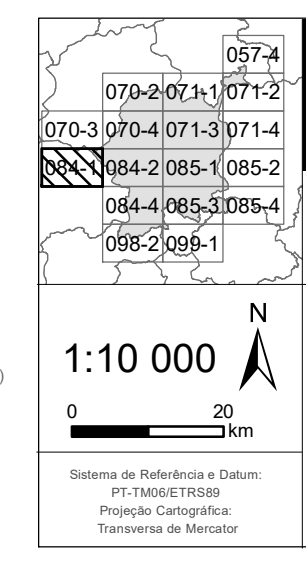 057-4
070-2 071-1 071-2
070-3 070-4 071-3 071-4
084-1 084-2 085-1 085-2
084-4 085-3 085-4
098-2 099-1
N
1:10 000
0 20
km
)
Sistema de Referência e Datum:
PT-TM06/ETRS89
Projeção Cartográfica:
Transversa de Mercator